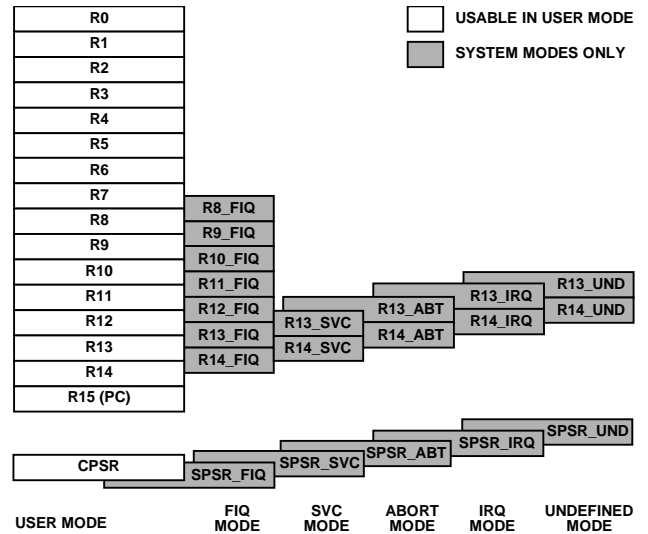 R0
R1
R2
R3
R4
R5
R6
R7
R8
R9
R10
R11
R12
R13
R14
R15 (PC)
USABLE IN USER MODE
SYSTEM MODES ONLY
R8_FIQ
R9_FIQ
R10_FIQ
R11_FIQ
R12_FIQ
R13_FIQ
R14_FIQ
R13_SVC
R14_SVC
R13_ABT
R14_ABT
R13_IRQ
R14_IRQ
R13_UND
R14_UND
CPSR
SPSR_FIQ
SPSR_SVC
SPSR_ABT
SPSR_IRQ
SPSR_UND
USER MODE
FIQ
MODE
SVC
MODE
ABORT
MODE
IRQ
MODE
UNDEFINED
MODE